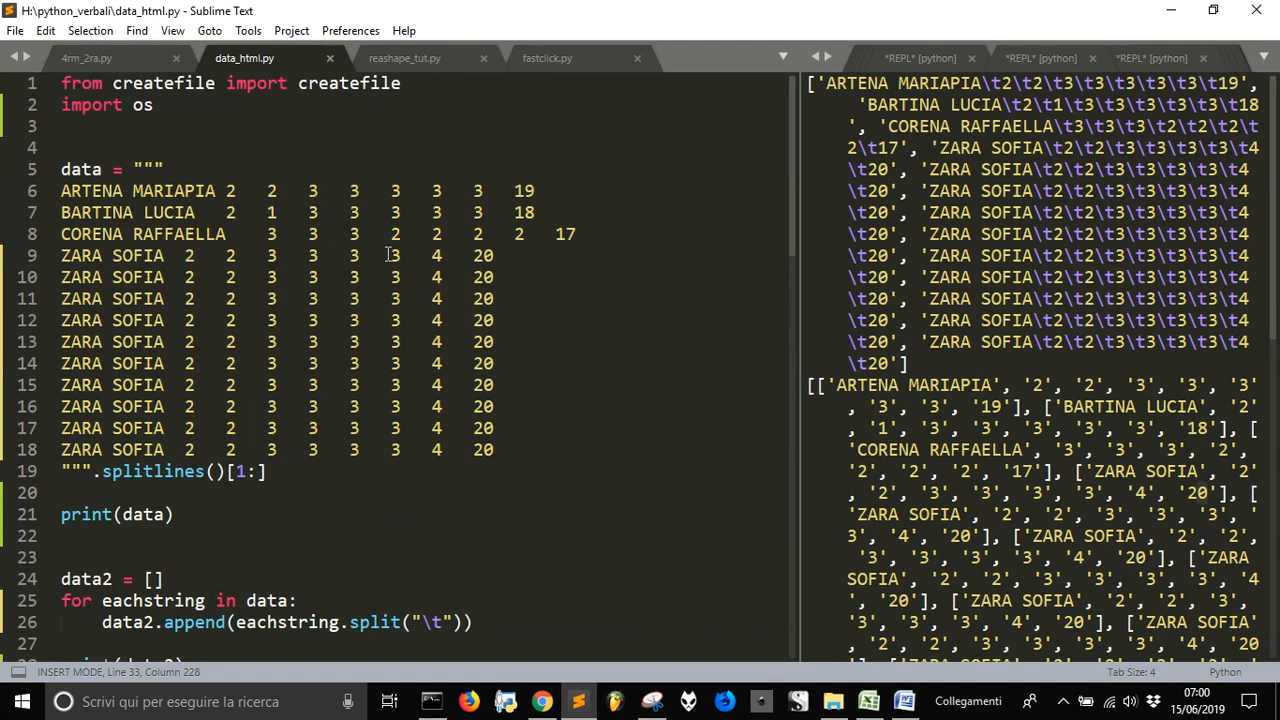 H:\python_verbali\data_html.py - Sublime Text
File Edit Selection Find View Goto Tools Project Preferences Help
4rm_2ra.py data_html.py reashape_tut.py fastclick.py
*REPL* [python] *REPL* [python] *REPL* [python]
1 from createfile import createfile
2 import os
3
4
5 data = """
6 ARTENA MARIAPIA 2 2 3 3 3 3 3 19
7 BARTINA LUCIA 2 1 3 3 3 3 3 18
8 CORENA RAFFAELLA 3 3 3 2 2 2 2 17
9 ZARA SOFIA 2 2 3 3 3 3 4 20
10 ZARA SOFIA 2 2 3 3 3 3 4 20
11 ZARA SOFIA 2 2 3 3 3 3 4 20
12 ZARA SOFIA 2 2 3 3 3 3 4 20
13 ZARA SOFIA 2 2 3 3 3 3 4 20
14 ZARA SOFIA 2 2 3 3 3 3 4 20
15 ZARA SOFIA 2 2 3 3 3 3 4 20
16 ZARA SOFIA 2 2 3 3 3 3 4 20
17 ZARA SOFIA 2 2 3 3 3 3 4 20
18 ZARA SOFIA 2 2 3 3 3 3 4 20
19 """.splitlines()[1:]
20
21 print(data)
22
23
24 data2 = []
25 for eachstring in data:
26 data2.append(eachstring.split("\t"))
27
['ARTENA MARIAPIA\t2\t2\t3\t3\t3\t3\t3\t19',
'BARTINA LUCIA\t2\t1\t3\t3\t3\t3\t3\t18
', 'CORENA RAFFAELLA\t3\t3\t3\t2\t2\t2\t
2\t17', 'ZARA SOFIA\t2\t2\t3\t3\t3\t3\t4
\t20', 'ZARA SOFIA\t2\t2\t3\t3\t3\t3\t4
\t20', 'ZARA SOFIA\t2\t2\t3\t3\t3\t3\t4
\t20', 'ZARA SOFIA\t2\t2\t3\t3\t3\t3\t4
\t20', 'ZARA SOFIA\t2\t2\t3\t3\t3\t3\t4
\t20', 'ZARA SOFIA\t2\t2\t3\t3\t3\t3\t4
\t20', 'ZARA SOFIA\t2\t2\t3\t3\t3\t3\t4
\t20', 'ZARA SOFIA\t2\t2\t3\t3\t3\t3\t4
\t20', 'ZARA SOFIA\t2\t2\t3\t3\t3\t3\t4
\t20', 'ZARA SOFIA\t2\t2\t3\t3\t3\t3\t4
\t20']
[['ARTENA MARIAPIA', '2', '2', '3', '3', '3'
, '3', '3', '19'], ['BARTINA LUCIA', '2'
, '1', '3', '3', '3', '3', '3', '18'], [
'CORENA RAFFAELLA', '3', '3', '3', '2',
'2', '2', '2', '17'], ['ZARA SOFIA', '2'
, '2', '3', '3', '3', '3', '4', '20'], [
'ZARA SOFIA', '2', '2', '3', '3', '3', '
3', '4', '20'], ['ZARA SOFIA', '2', '2',
'3', '3', '3', '3', '4', '20'], ['ZARA
SOFIA', '2', '2', '3', '3', '3', '3', '4
', '20'], ['ZARA SOFIA', '2', '2', '3',
'3', '3', '3', '4', '20'], ['ZARA SOFIA'
, '2', '2', '3', '3', '3', '3', '4', '20
INSERT MODE, Line 33, Column 228
Tab Size: 4 Python
Scrivi qui per eseguire la ricerca
Collegamenti
07:00
15/06/2019